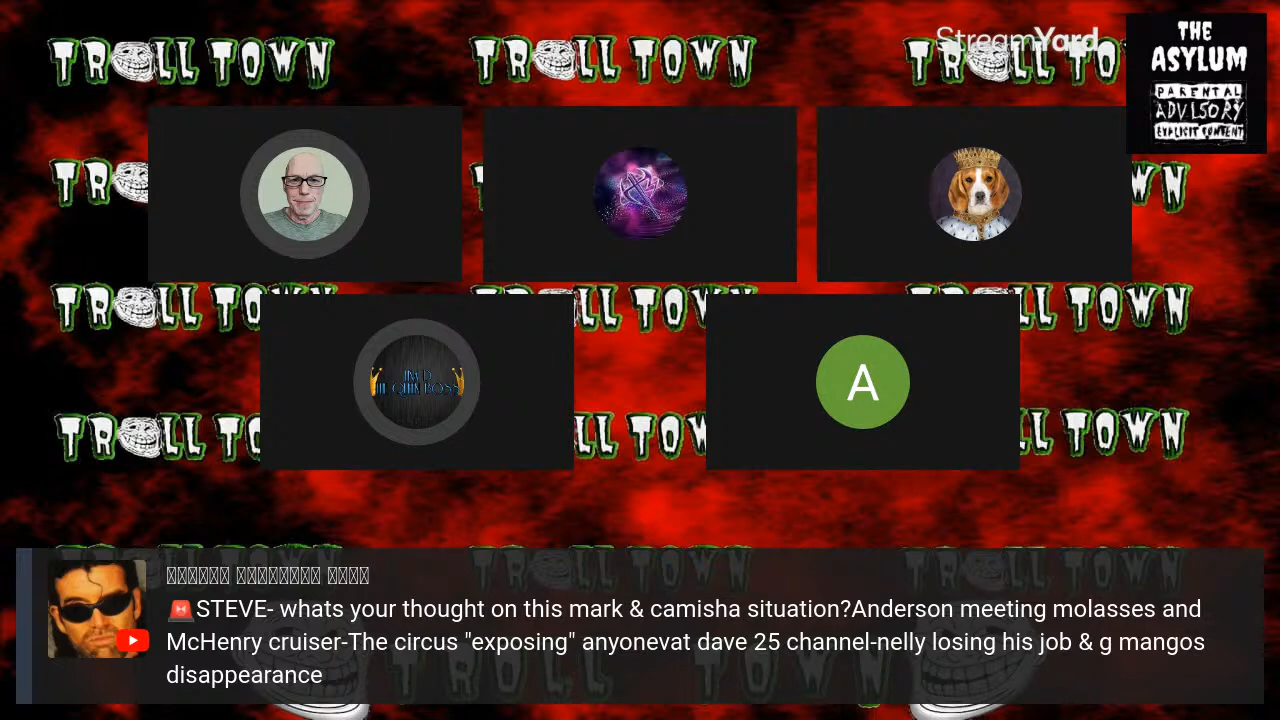 TROLL TOWN TROLL TOWN TROLL TO
StreamYard
THE
ASYLUM
PARENTAL
ADVISORY
EXPLICIT CONTENT
TROLL TOWN TROLL TOWN TROLL TOWN
A
🚨STEVE- whats your thought on this mark & camisha situation?Anderson meeting molasses and
McHenry cruiser-The circus "exposing" anyonevat dave 25 channel-nelly losing his job & g mangos
disappearance